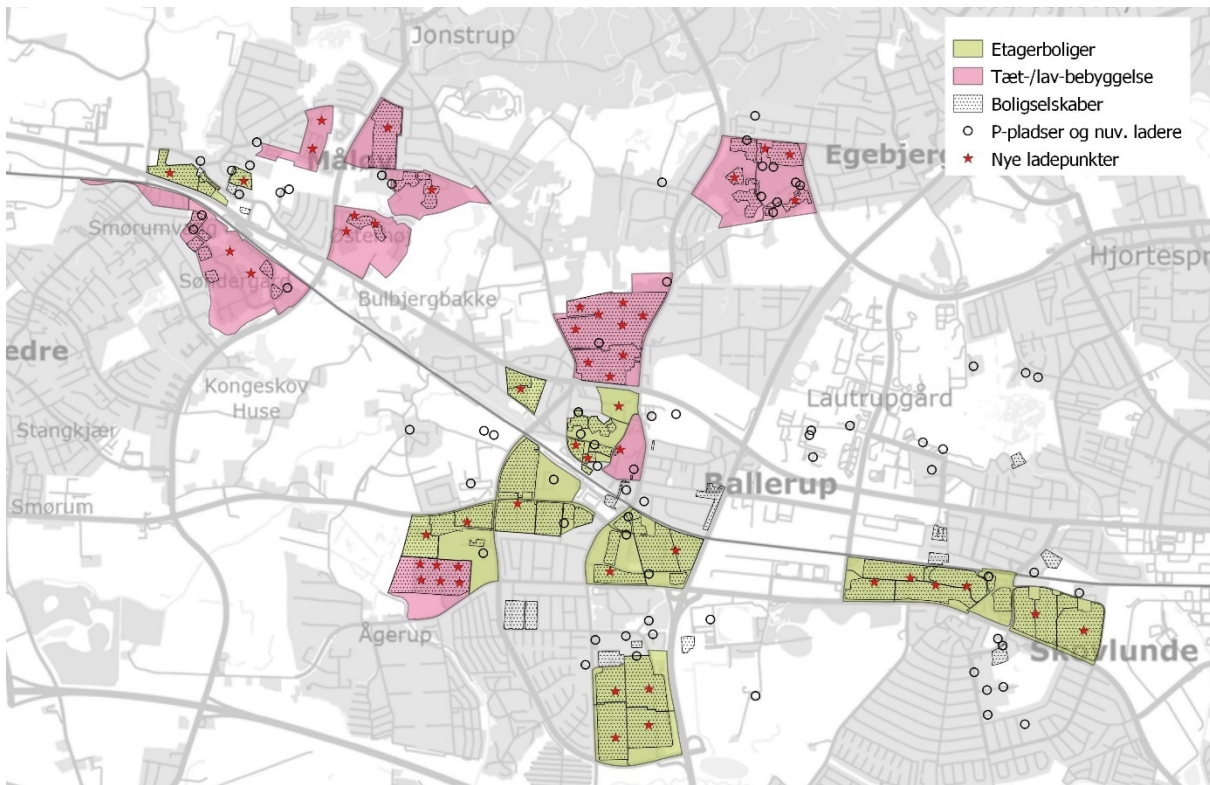 Jonstrup
Etagerboliger
Tæt-/lav-bebyggelse
Boligselskaber
P-pladser og nuv. ladere
Nye ladepunkter
Måløv
Egebjerg
Smørumvang
Østerhøj
Hjortespr
Søndergård
Bulbjergbakke
edre
Kongeskov
Huse
Lautrupgård
Stangkjær
Ballerup
Smørum
Ågerup
Skovlunde